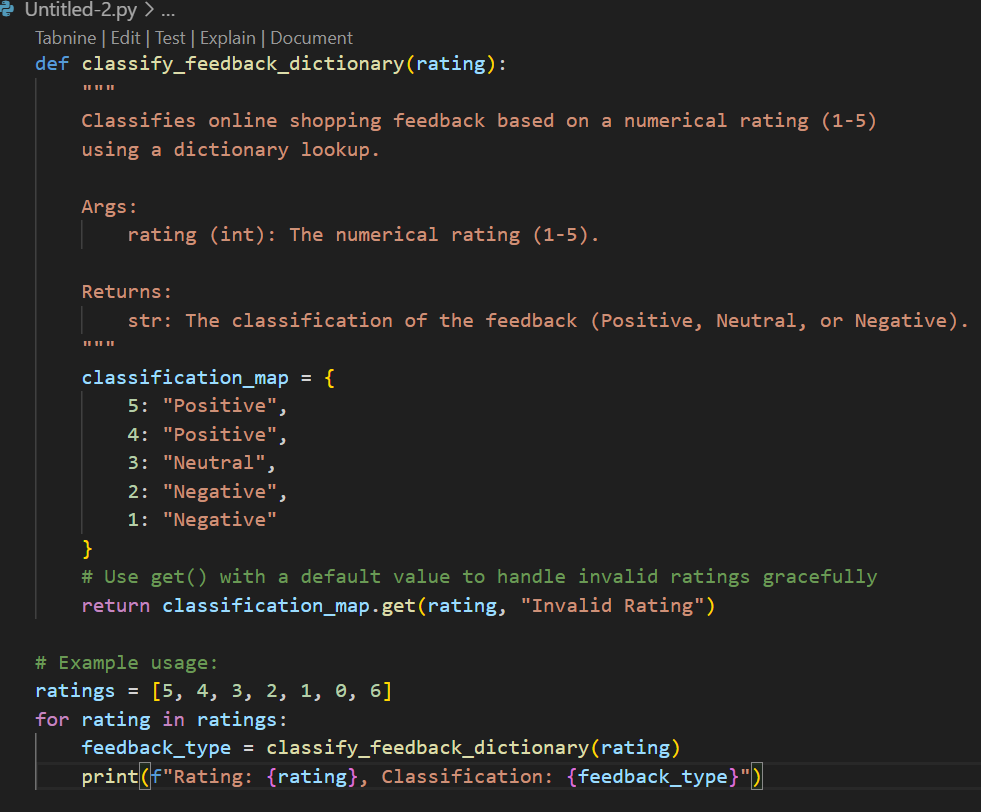 Untitled-2.py > ...
Tabnine | Edit | Test | Explain | Document
def classify_feedback_dictionary(rating):
    """
    Classifies online shopping feedback based on a numerical rating (1-5)
    using a dictionary lookup.

    Args:
        rating (int): The numerical rating (1-5).

    Returns:
        str: The classification of the feedback (Positive, Neutral, or Negative).
    """
    classification_map = {
        5: "Positive",
        4: "Positive",
        3: "Neutral",
        2: "Negative",
        1: "Negative"
    }
    # Use get() with a default value to handle invalid ratings gracefully
    return classification_map.get(rating, "Invalid Rating")

# Example usage:
ratings = [5, 4, 3, 2, 1, 0, 6]
for rating in ratings:
    feedback_type = classify_feedback_dictionary(rating)
    print(f"Rating: {rating}, Classification: {feedback_type}")